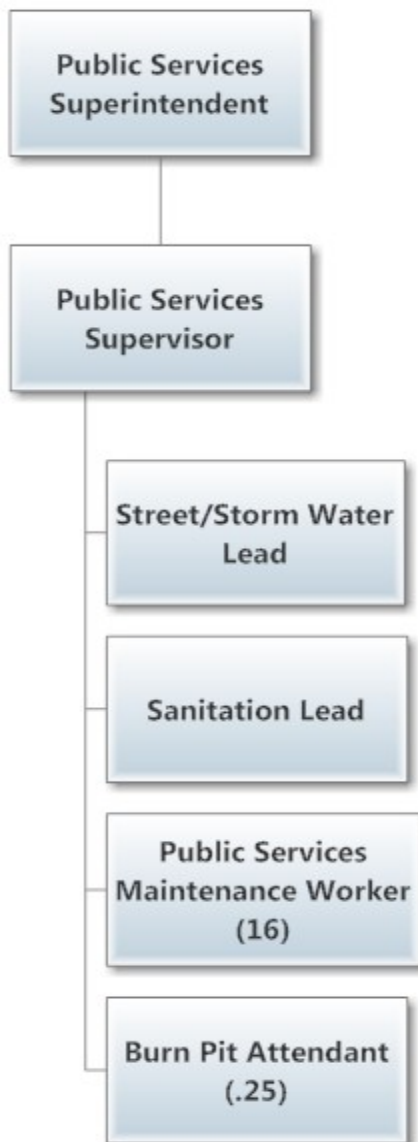 Public Services
Superintendent
Public Services
Supervisor
Street/Storm Water
Lead
Sanitation Lead
Public Services
Maintenance Worker
(16)
Burn Pit Attendant
(.25)